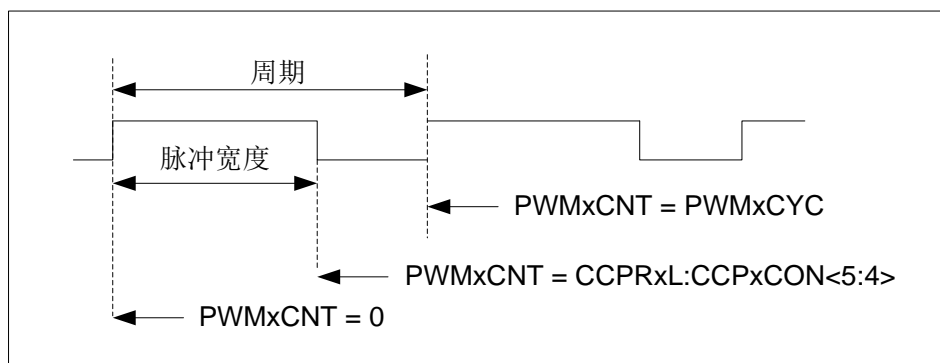 周期
脉冲宽度
PWMxCNT = PWMxCYC
PWMxCNT = CCPRxL:CCPxCON<5:4>
PWMxCNT = 0